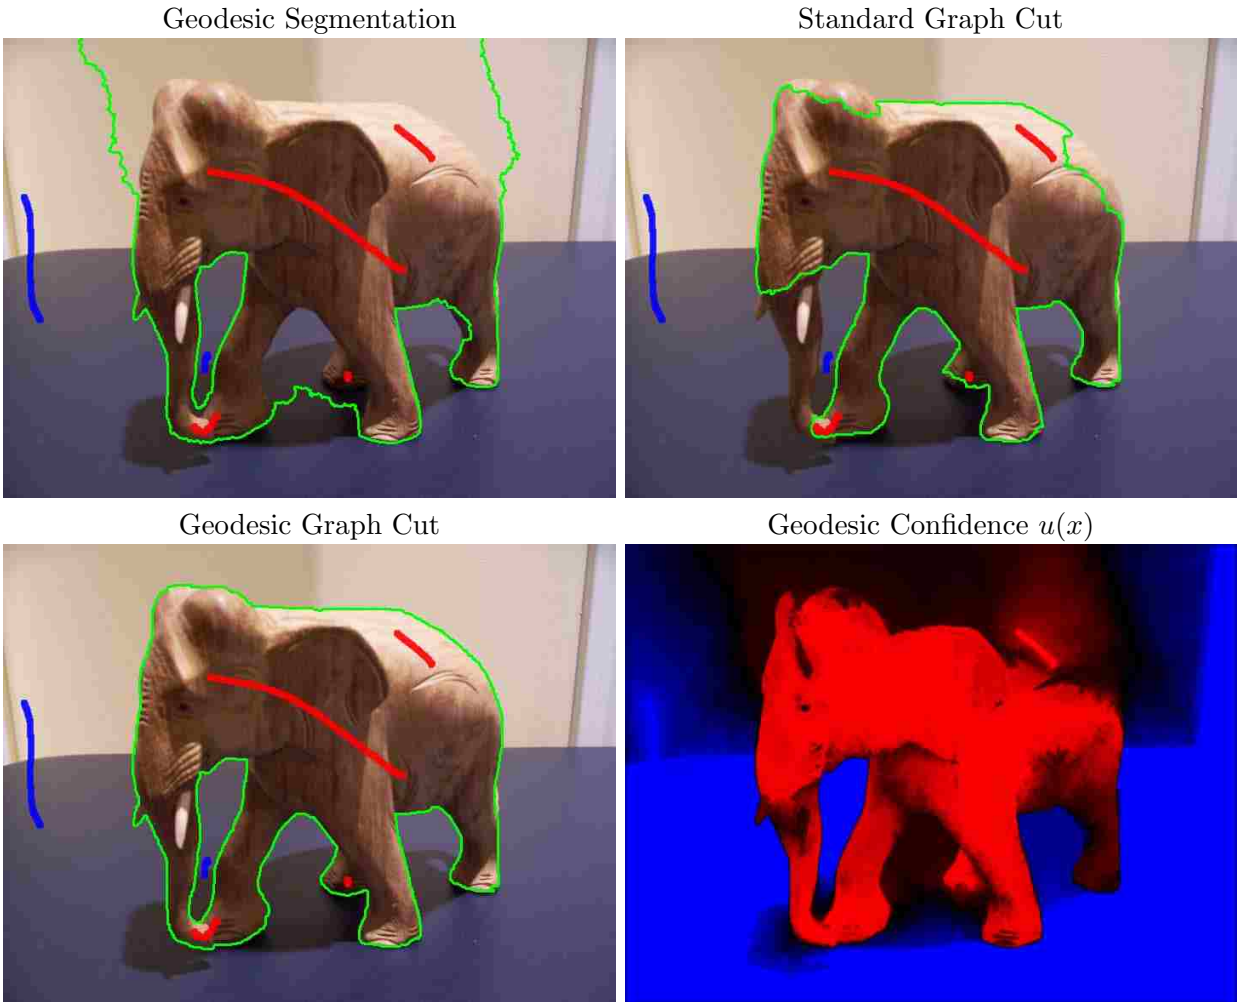 Geodesic Segmentation
Standard Graph Cut
Geodesic Graph Cut
Geodesic Confidence u(x)